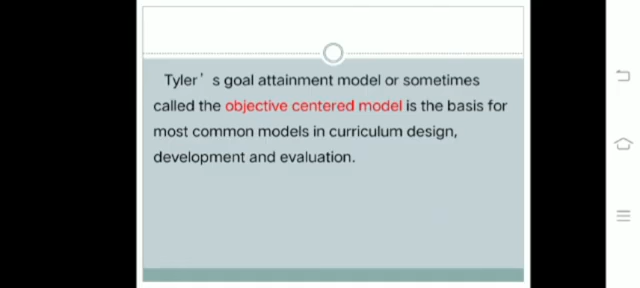 Tyler’ s goal attainment model or sometimes
called the objective centered model is the basis for
most common models in curriculum design,
development and evaluation.